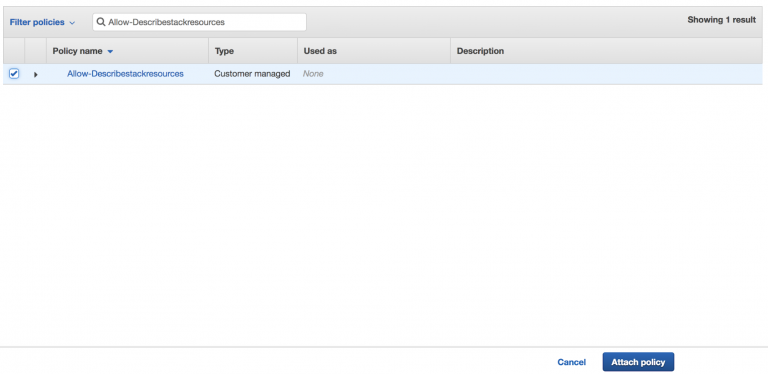 Filter policies
Allow-Describestackresources
Showing 1 result
Policy name Type Used as Description
Allow-Describestackresources Customer managed None
Cancel Attach policy